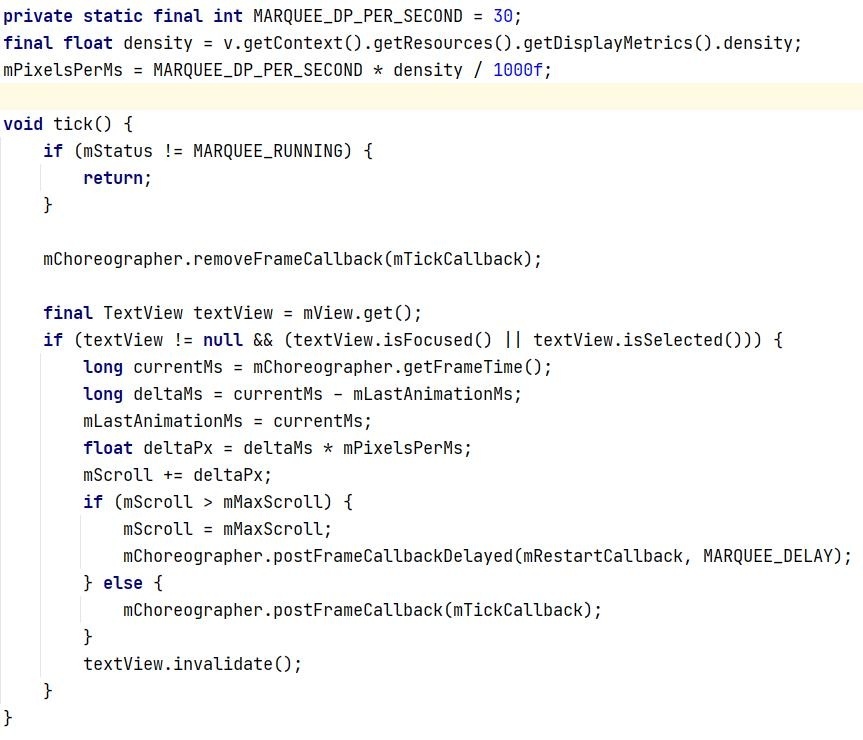 private static final int MARQUEE_DP_PER_SECOND = 30;
final float density = v.getContext().getResources().getDisplayMetrics().density;
mPixelsPerMs = MARQUEE_DP_PER_SECOND * density / 1000f;

void tick() {
    if (mStatus != MARQUEE_RUNNING) {
        return;
    }

    mChoreographer.removeFrameCallback(mTickCallback);

    final TextView textView = mView.get();
    if (textView != null && (textView.isFocused() || textView.isSelected())) {
        long currentMs = mChoreographer.getFrameTime();
        long deltaMs = currentMs - mLastAnimationMs;
        mLastAnimationMs = currentMs;
        float deltaPx = deltaMs * mPixelsPerMs;
        mScroll += deltaPx;
        if (mScroll > mMaxScroll) {
            mScroll = mMaxScroll;
            mChoreographer.postFrameCallbackDelayed(mRestartCallback, MARQUEE_DELAY);
        } else {
            mChoreographer.postFrameCallback(mTickCallback);
        }
        textView.invalidate();
    }
}